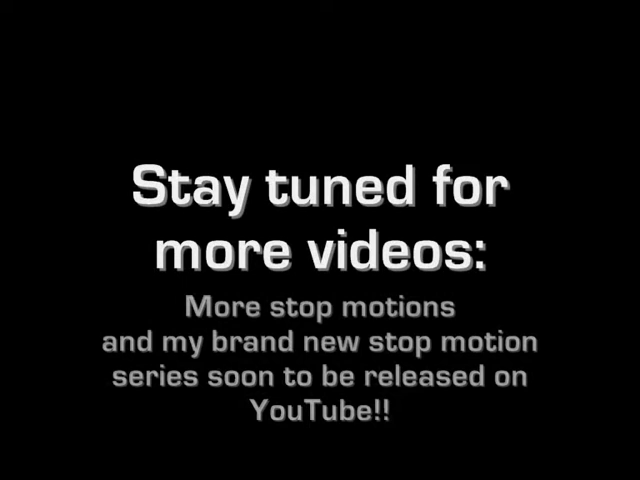 Stay tuned for
more videos:
More stop motions
and my brand new stop motion
series soon to be released on
YouTube!!